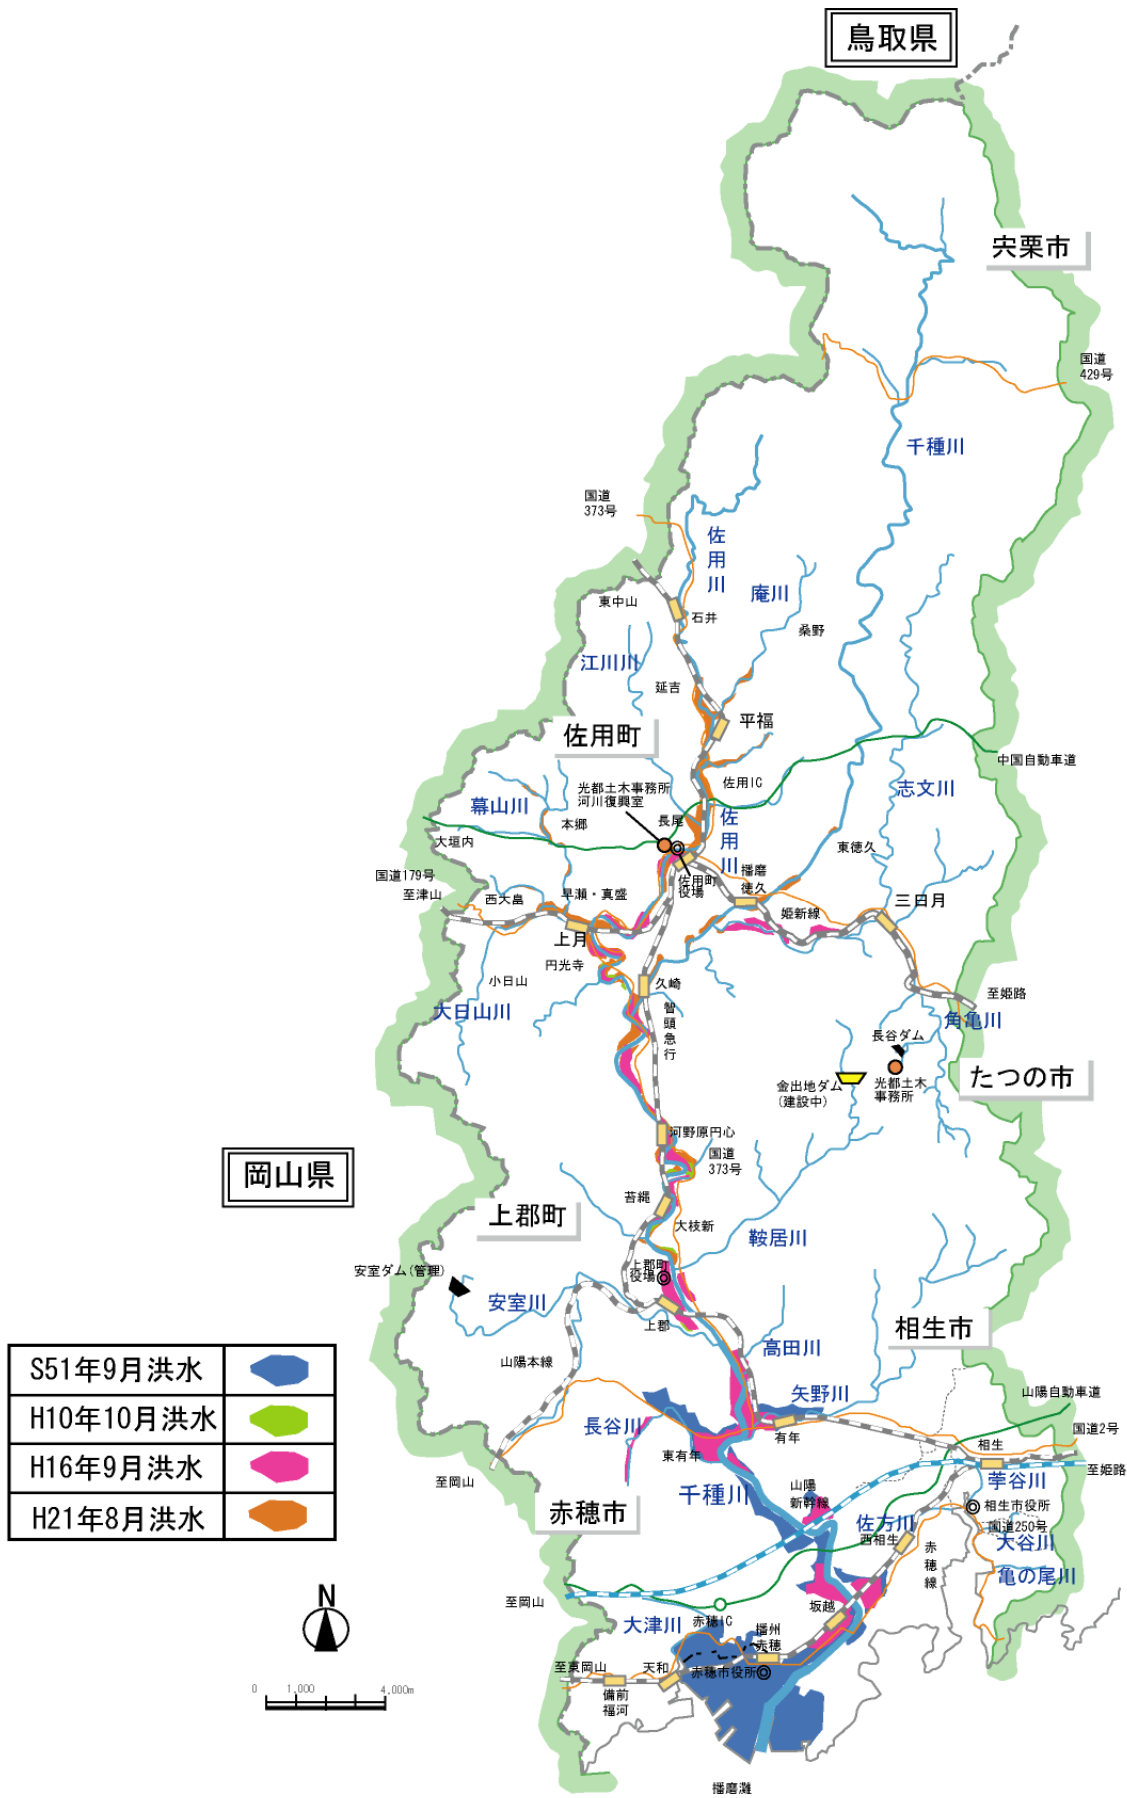 鳥取県
宍栗市
国道
429号
千種川
国道
373号
佐用川
庵川
東中山
石井
桑野
江川川
延吉
佐用町
平福
中国自動車道
佐用IC
光都土木事務所
河川復興室
志文川
幕山川
本郷
長尾
佐用川
大垣内
東徳久
播磨
徳久
国道179号
至津山
佐用町
役場
西大畠
早瀬・真盛
三日月
姫新線
上月
円光寺
小日山
久崎
至姫路
大日山川
智頭急行
角亀川
長谷ダム
たつの市
金出地ダム
(建設中)
光都土木
事務所
河野原円心
国道
373号
岡山県
苔縄
上郡町
大枝新
鞍居川
上郡町
役場
安室ダム(管理)
安室川
上郡
相生市
高田川
山陽本線
S51年9月洪水
H10年10月洪水
H16年9月洪水
H21年8月洪水
矢野川
山陽自動車道
長谷川
有年
国道2号
東有年
相生
至姫路
至岡山
千種川
山陽
新幹線
苧谷川
赤穂市
佐方川
相生市役所
西相生
国道250号
大谷川
赤穂線
亀の尾川
至岡山
坂越
大津川
赤穂IC
播州
赤穂
N
至東岡山
天和
赤穂市役所
0 1,000 4,000m
備前
福河
播磨灘